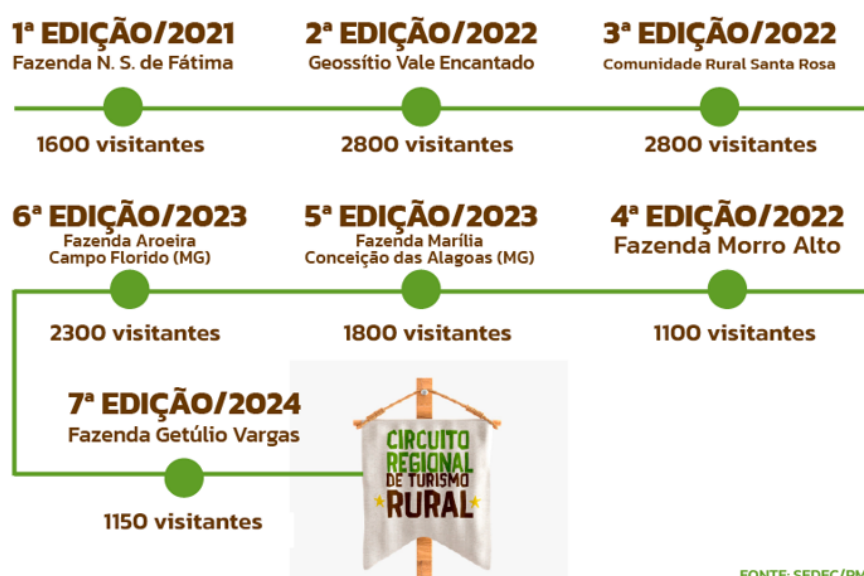 1ª EDIÇÃO/2021
Fazenda N. S. de Fátima
1600 visitantes
2ª EDIÇÃO/2022
Geossítio Vale Encantado
2800 visitantes
3ª EDIÇÃO/2022
Comunidade Rural Santa Rosa
2800 visitantes
4ª EDIÇÃO/2022
Fazenda Morro Alto
1100 visitantes
5ª EDIÇÃO/2023
Fazenda Marília
Conceição das Alagoas (MG)
1800 visitantes
6ª EDIÇÃO/2023
Fazenda Aroeira
Campo Florido (MG)
2300 visitantes
7ª EDIÇÃO/2024
Fazenda Getúlio Vargas
1150 visitantes
CIRCUITO
REGIONAL
DE TURISMO
RURAL
FONTE: SEDEC/PM